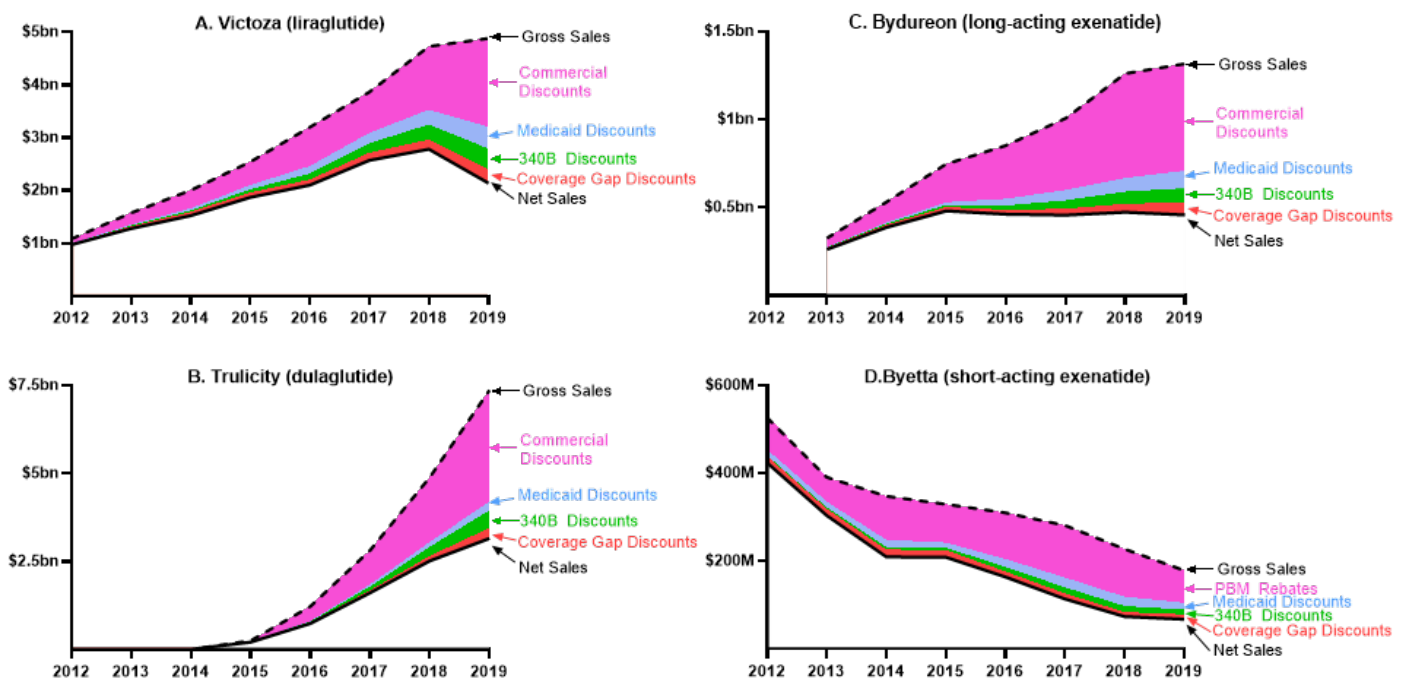 A. Victoza (liraglutide)
$5bn
$4bn
$3bn
$2bn
$1bn
Gross Sales
Commercial
Discounts
Medicaid Discounts
340B Discounts
Coverage Gap Discounts
Net Sales
2012 2013 2014 2015 2016 2017 2018 2019
C. Bydureon (long-acting exenatide)
$1.5bn
$1bn
$0.5bn
Gross Sales
Commercial
Discounts
Medicaid Discounts
340B Discounts
Coverage Gap Discounts
Net Sales
2012 2013 2014 2015 2016 2017 2018 2019
B. Trulicity (dulaglutide)
$7.5bn
$5bn
$2.5bn
Gross Sales
Commercial
Discounts
Medicaid Discounts
340B Discounts
Coverage Gap Discounts
Net Sales
2012 2013 2014 2015 2016 2017 2018 2019
D.Byetta (short-acting exenatide)
$600M
$400M
$200M
Gross Sales
PBM Rebates
Medicaid Discounts
340B Discounts
Coverage Gap Discounts
Net Sales
2012 2013 2014 2015 2016 2017 2018 2019